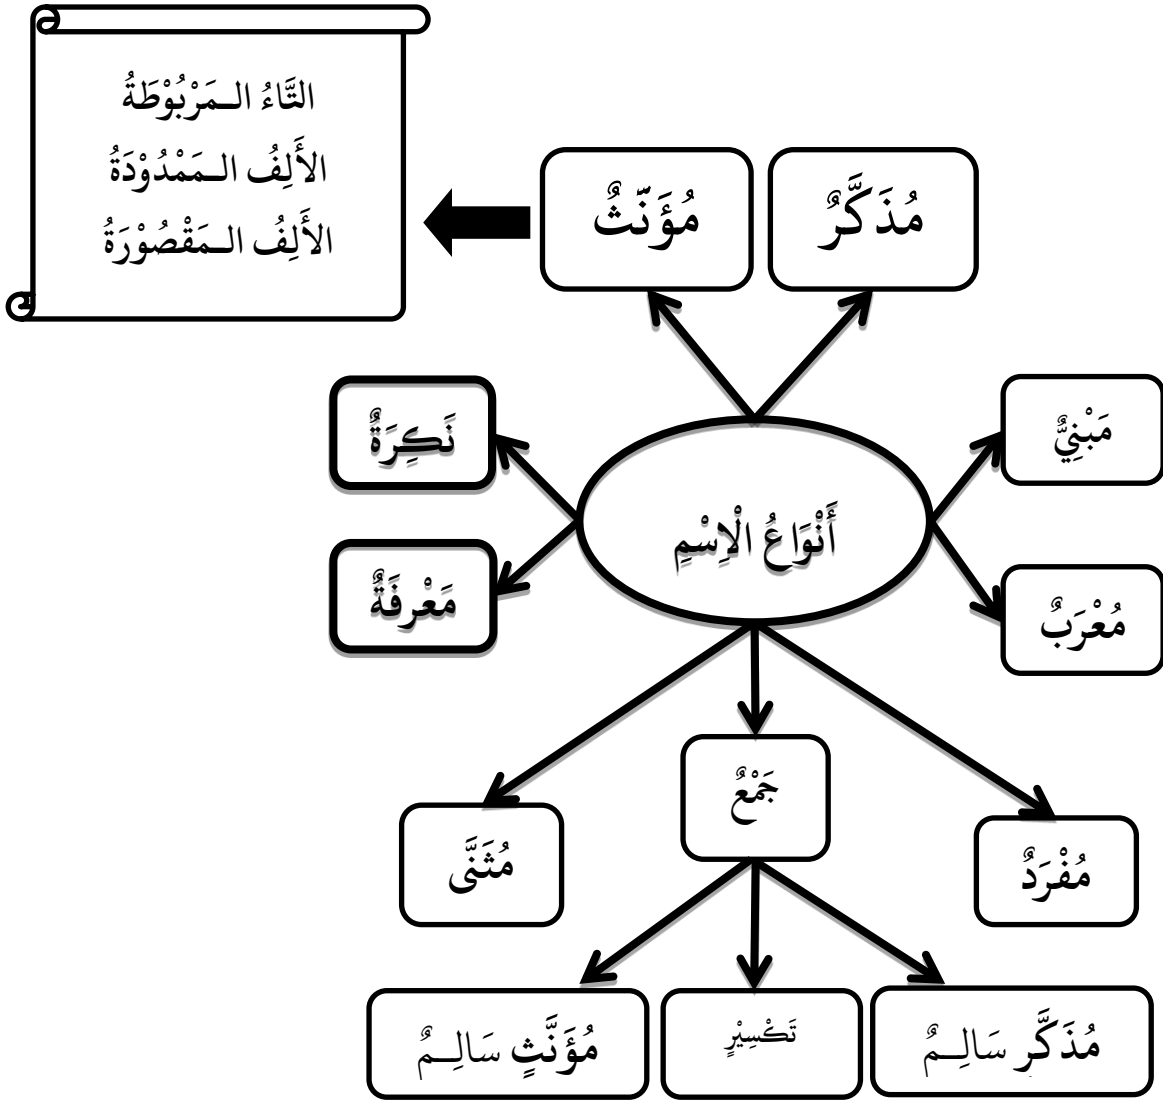 التَّاءُ الـمَرْبُوْطَةُ
الأَلِفُ الـمَمْدُوْدَةُ
الأَلِفُ الـمَقْصُوْرَةُ
مُذَكَّرٌ
مُؤَنّثٌ
مَبْنِيٌّ
نَكِرَةٌ
أَنْوَاعُ الْاِسْمِ
مُعْرَبٌ
مَعْرِفَةٌ
جَمْعٌ
مُفْرَدٌ
مُثَنَّى
مُذَكَّرٍ سَالِـمٌ
تَكْسِيْرٍ
مُؤَنَّثٍ سَالِـمٌ